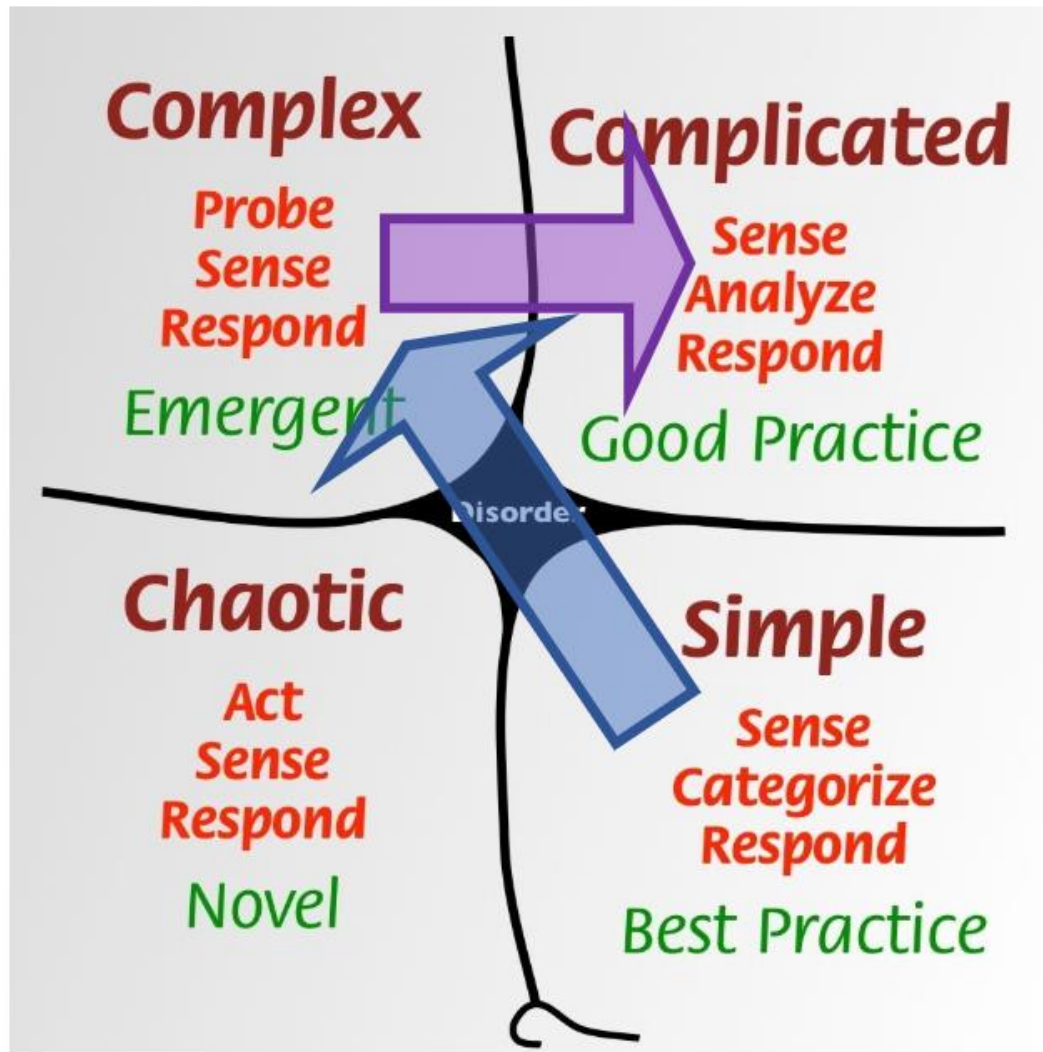 Complex
Probe
Sense
Respond
Emergent
Complicated
Sense
Analyze
Respond
Good Practice
Disorder
Chaotic
Act
Sense
Respond
Novel
Simple
Sense
Categorize
Respond
Best Practice